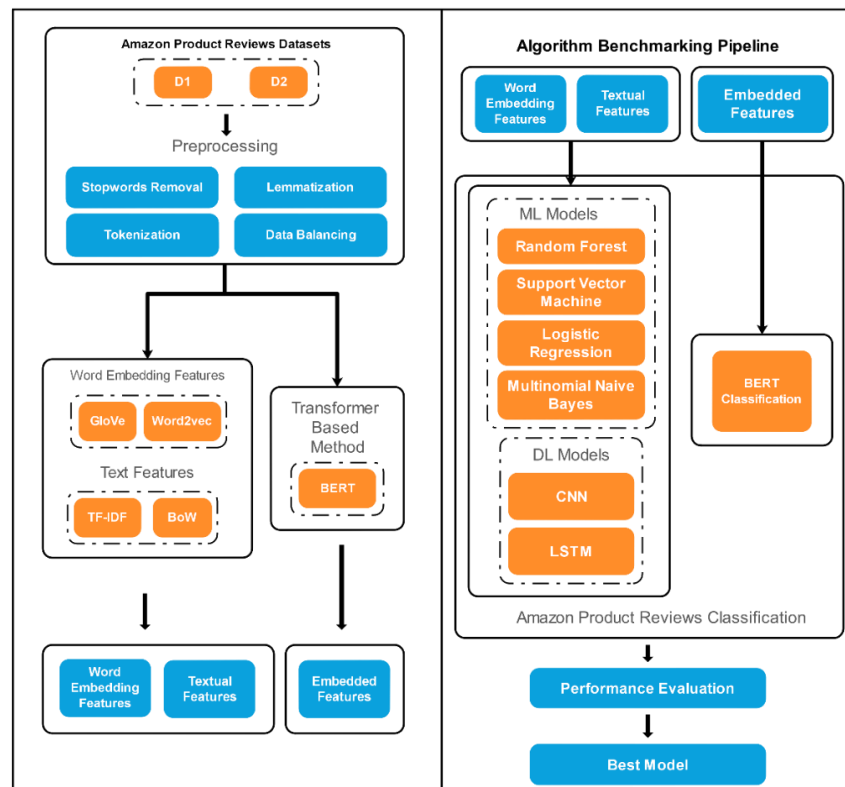 Amazon Product Reviews Datasets
D1
D2
Preprocessing
Stopwords Removal
Lemmatization
Tokenization
Data Balancing
Word Embedding Features
GloVe
Word2vec
Text Features
TF-IDF
BoW
Transformer
Based
Method
BERT
Word
Embedding
Features
Textual
Features
Embedded
Features
Algorithm Benchmarking Pipeline
Word
Embedding
Features
Textual
Features
Embedded
Features
ML Models
Random Forest
Support Vector
Machine
Logistic
Regression
Multinomial Naive
Bayes
DL Models
CNN
LSTM
BERT
Classification
Amazon Product Reviews Classification
Performance Evaluation
Best Model